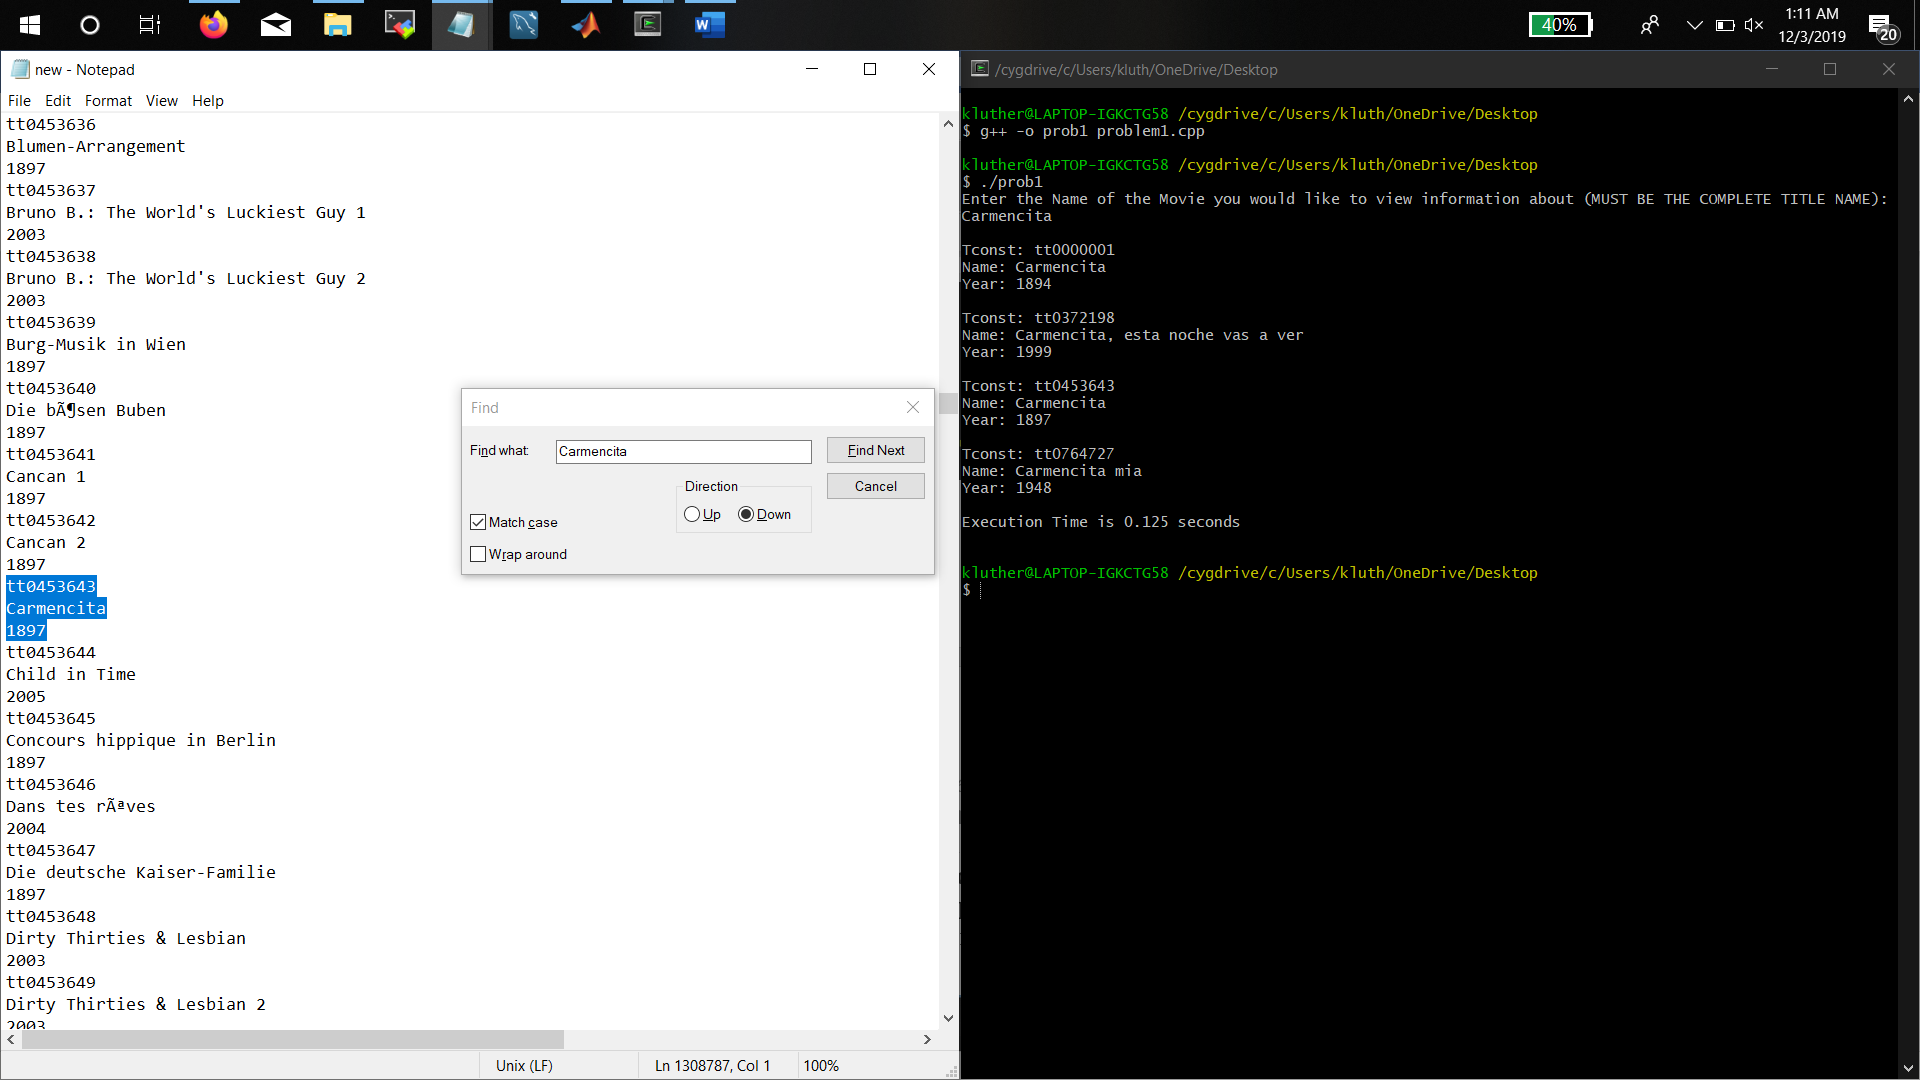 40%
1:11 AM
12/3/2019
20
new - Notepad
File Edit Format View Help
tt0453636
Blumen-Arrangement
1897
tt0453637
Bruno B.: The World's Luckiest Guy 1
2003
tt0453638
Bruno B.: The World's Luckiest Guy 2
2003
tt0453639
Burg-Musik in Wien
1897
tt0453640
Die bÃ¶sen Buben
1897
tt0453641
Cancan 1
1897
tt0453642
Cancan 2
1897
tt0453643
Carmencita
1897
tt0453644
Child in Time
2005
tt0453645
Concours hippique in Berlin
1897
tt0453646
Dans tes rÃªves
2004
tt0453647
Die deutsche Kaiser-Familie
1897
tt0453648
Dirty Thirties & Lesbian
2003
tt0453649
Dirty Thirties & Lesbian 2
2003
Unix (LF) Ln 1308787, Col 1 100%
Find
Find what: Carmencita Find Next
Direction Cancel
Up Down
Match case
Wrap around
/cygdrive/c/Users/kluth/OneDrive/Desktop
kluther@LAPTOP-IGKCTG58 /cygdrive/c/Users/kluth/OneDrive/Desktop
$ g++ -o prob1 problem1.cpp
kluther@LAPTOP-IGKCTG58 /cygdrive/c/Users/kluth/OneDrive/Desktop
$ ./prob1
Enter the Name of the Movie you would like to view information about (MUST BE THE COMPLETE TITLE NAME):
Carmencita
Tconst: tt0000001
Name: Carmencita
Year: 1894
Tconst: tt0372198
Name: Carmencita, esta noche vas a ver
Year: 1999
Tconst: tt0453643
Name: Carmencita
Year: 1897
Tconst: tt0764727
Name: Carmencita mia
Year: 1948
Execution Time is 0.125 seconds
kluther@LAPTOP-IGKCTG58 /cygdrive/c/Users/kluth/OneDrive/Desktop
$